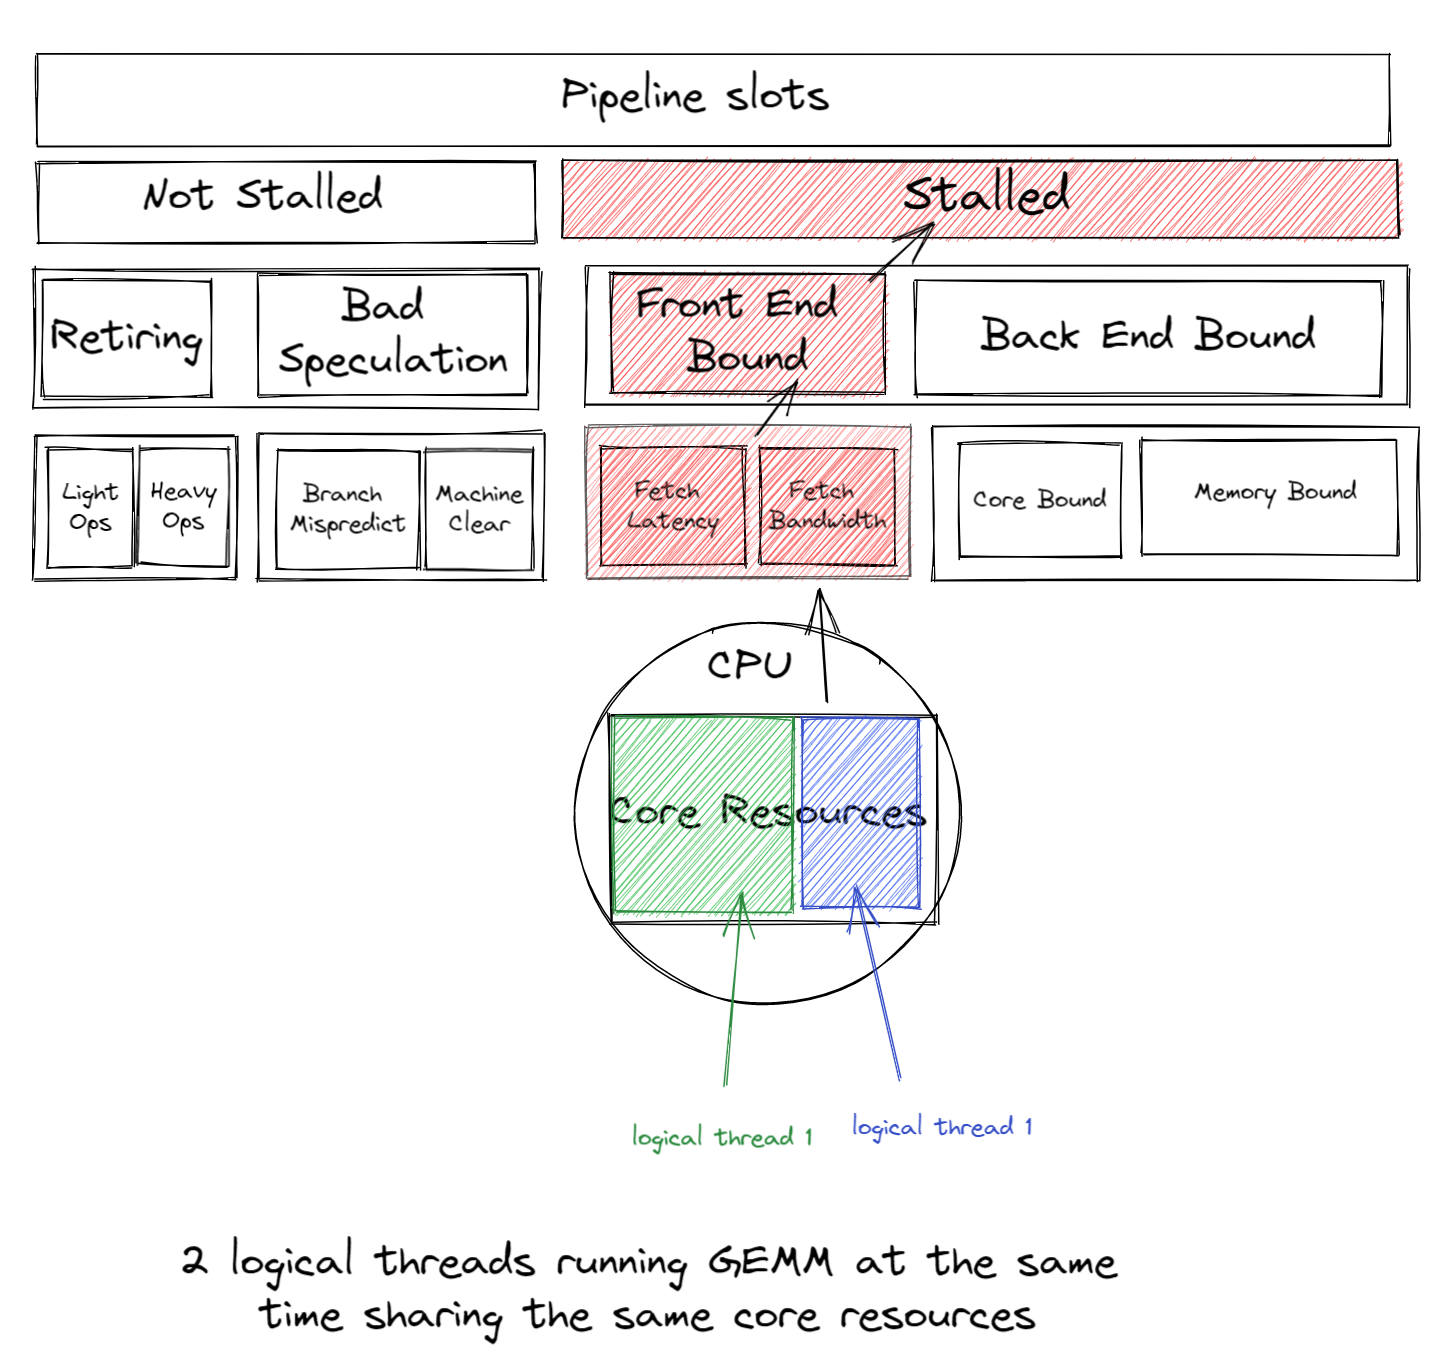 Pipeline slots
Not Stalled
Stalled
Retiring
Bad
Speculation
Front End
Bound
Back End Bound
Light
Ops
Heavy
Ops
Branch
Mispredict
Machine
Clear
Fetch
Latency
Fetch
Bandwidth
Core Bound
Memory Bound
CPU
Core Resources
logical thread 1
logical thread 1
2 logical threads running GEMM at the same
time sharing the same core resources